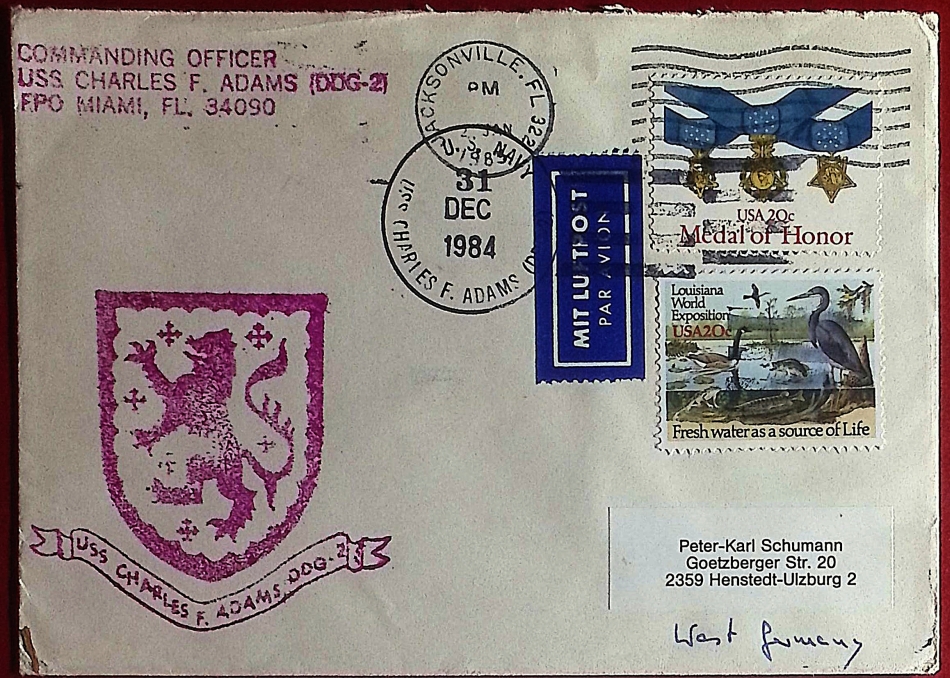 COMMANDING OFFICER
USS CHARLES F. ADAMS (DDG-2)
FPO MIAMI, FL. 34090
JACKSONVILLE, FL 322
PM
JAN
1985
U. S. NAVY
31
DEC
1984
USS CHARLES F. ADAMS
MIT LUFTPOST
PAR AVION
USA 20c
Medal of Honor
Louisiana
World
Exposition
USA 20c
Fresh water as a source of Life
USS CHARLES F. ADAMS DDG-2
Peter-Karl Schumann
Goetzberger Str. 20
2359 Henstedt-Ulzburg 2
West Germany